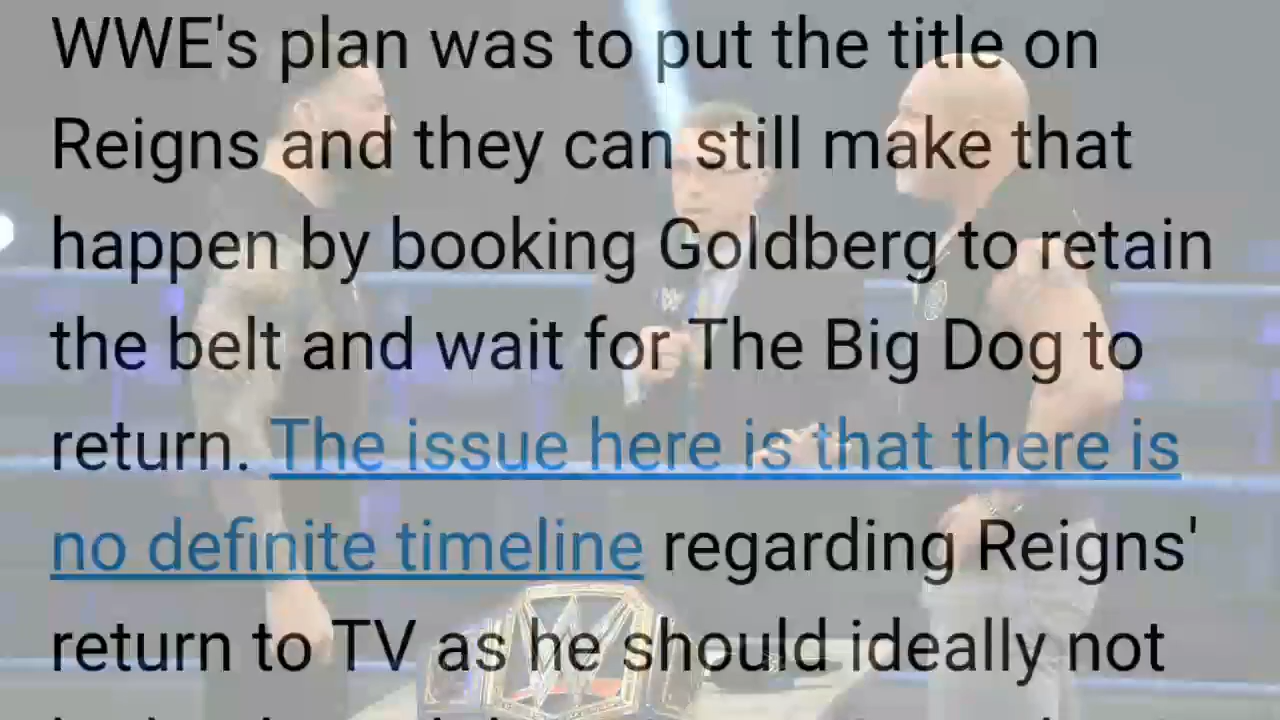 WWE's plan was to put the title on
Reigns and they can still make that
happen by booking Goldberg to retain
the belt and wait for The Big Dog to
return. The issue here is that there is
no definite timeline regarding Reigns'
return to TV as he should ideally not